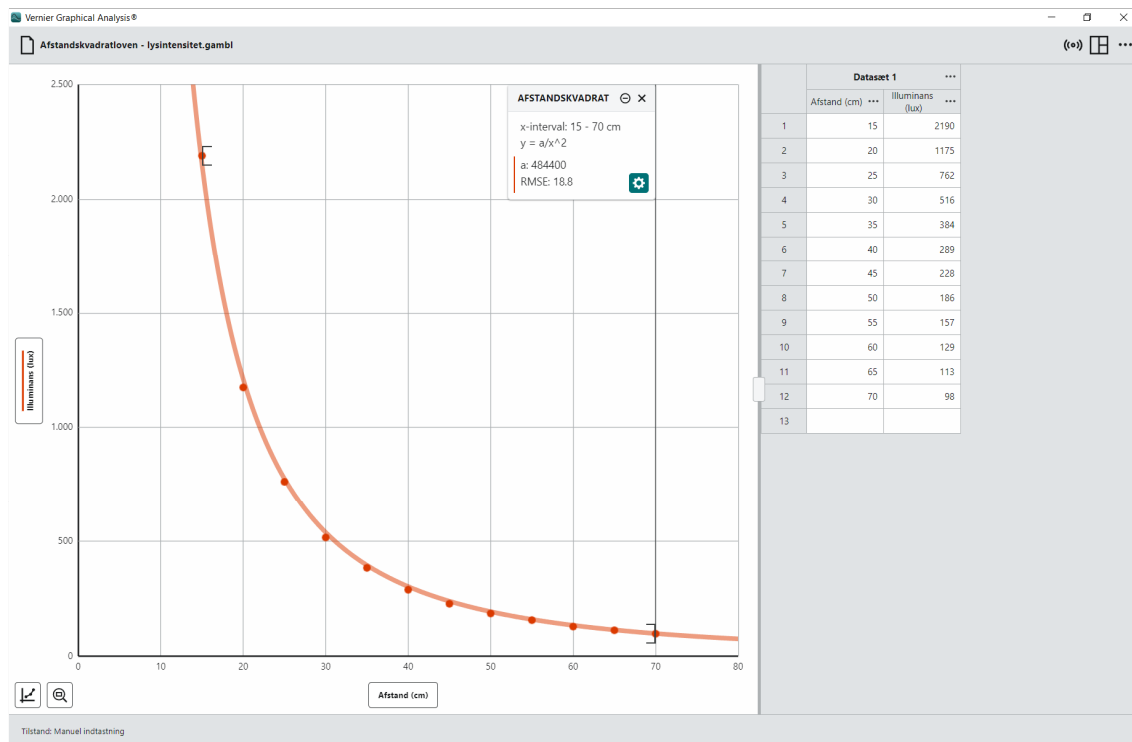 Vernier Graphical Analysis®
Afstandskvadratloven - lysintensitet.gambl
2.500
2.000
1.500
1.000
500
0
Illuminans (lux)
0 10 20 30 40 50 60 70 80
Afstand (cm)
AFSTANDSKVADRAT
x-interval: 15 - 70 cm
y = a/x^2
a: 484400
RMSE: 18.8
Datasæt 1
Afstand (cm) Illuminans (lux)
1 15 2190
2 20 1175
3 25 762
4 30 516
5 35 384
6 40 289
7 45 228
8 50 186
9 55 157
10 60 129
11 65 113
12 70 98
13
Tilstand: Manuel indtastning